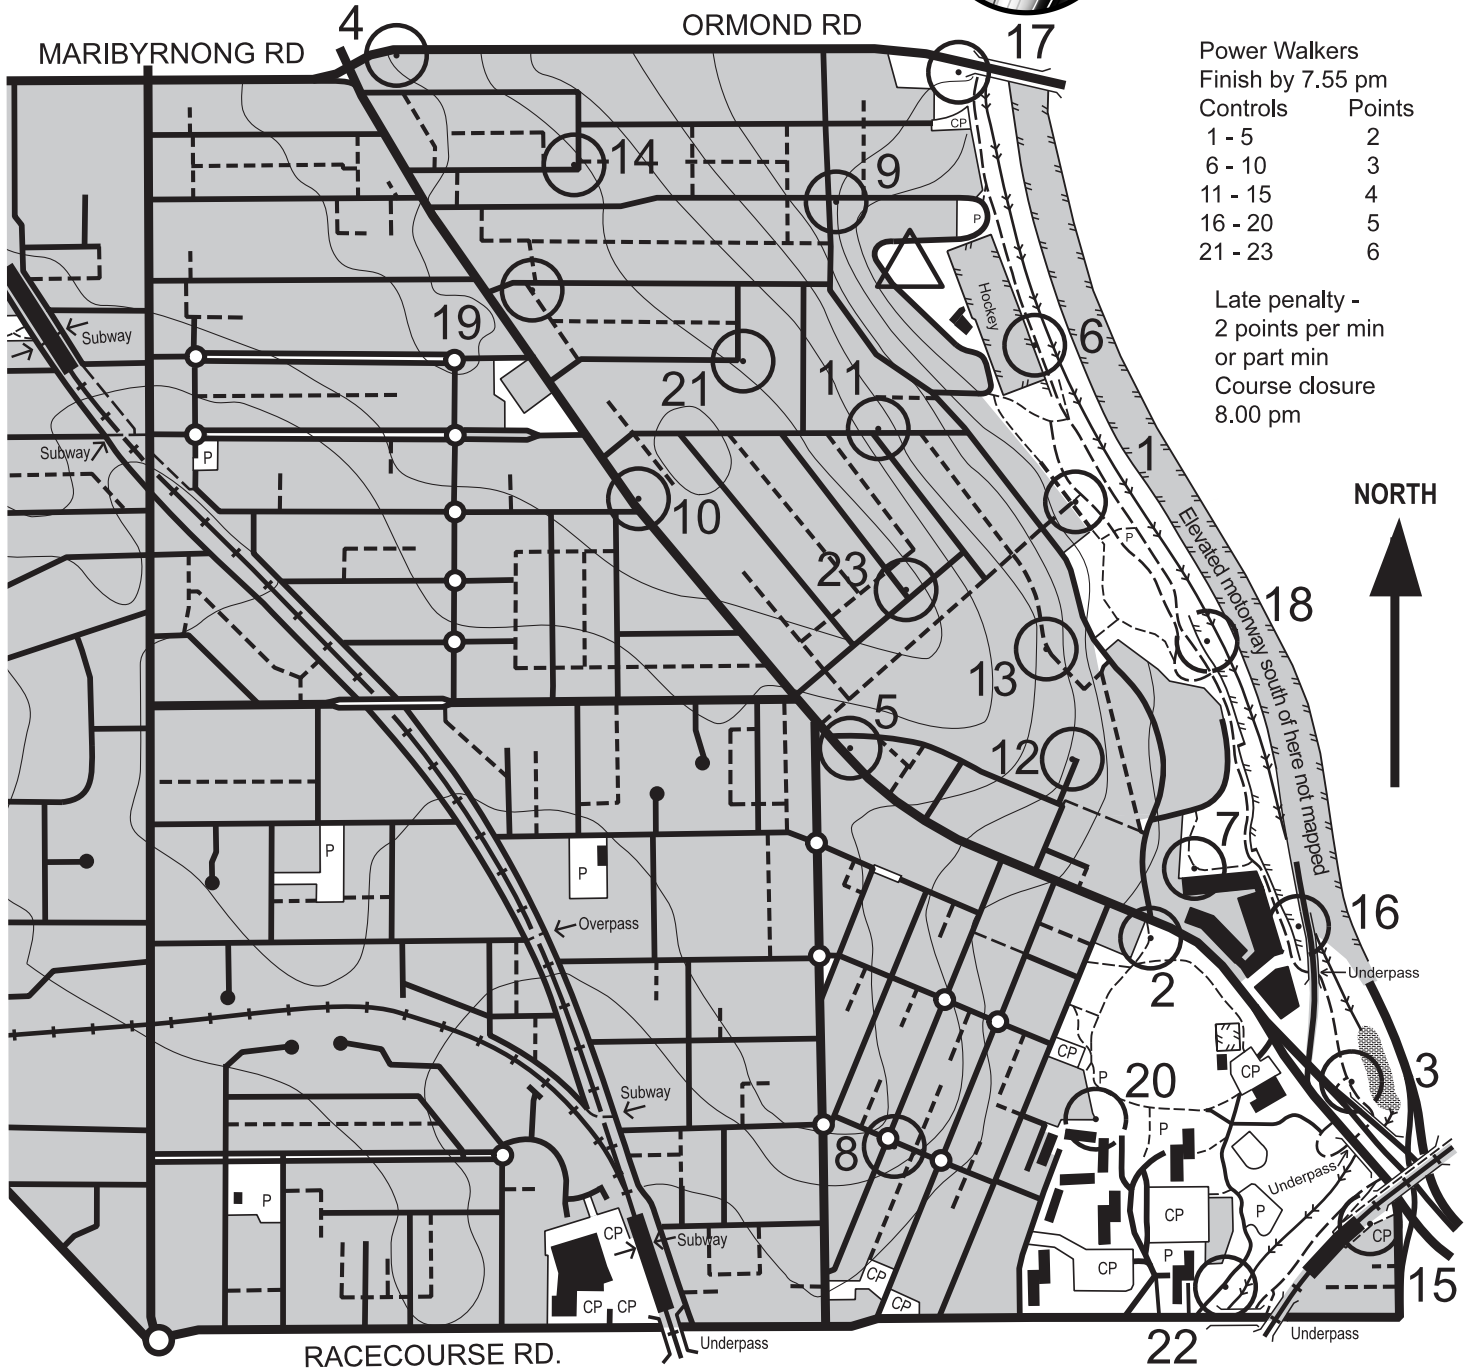 4
ORMOND RD
17
MARIBYRNONG RD
Power Walkers
Finish by 7.55 pm
Controls Points
1 - 5 2
6 - 10 3
11 - 15 4
16 - 20 5
21 - 23 6
Late penalty -
2 points per min
or part min
Course closure
8.00 pm
CP
14
9
P
Hockey
19
6
Subway
21
11
Subway
P
1
10
NORTH
P
23
Elevated motorway south of here not mapped
18
13
5
12
7
P
P
16
Overpass
Underpass
2
CP
P
20
CP
3
Subway
P
8
Underpass
P
CP
P
CP
Subway
CP
P
CP
CP
15
CP
CP
CP
CP
22
Underpass
Underpass
RACECOURSE RD.